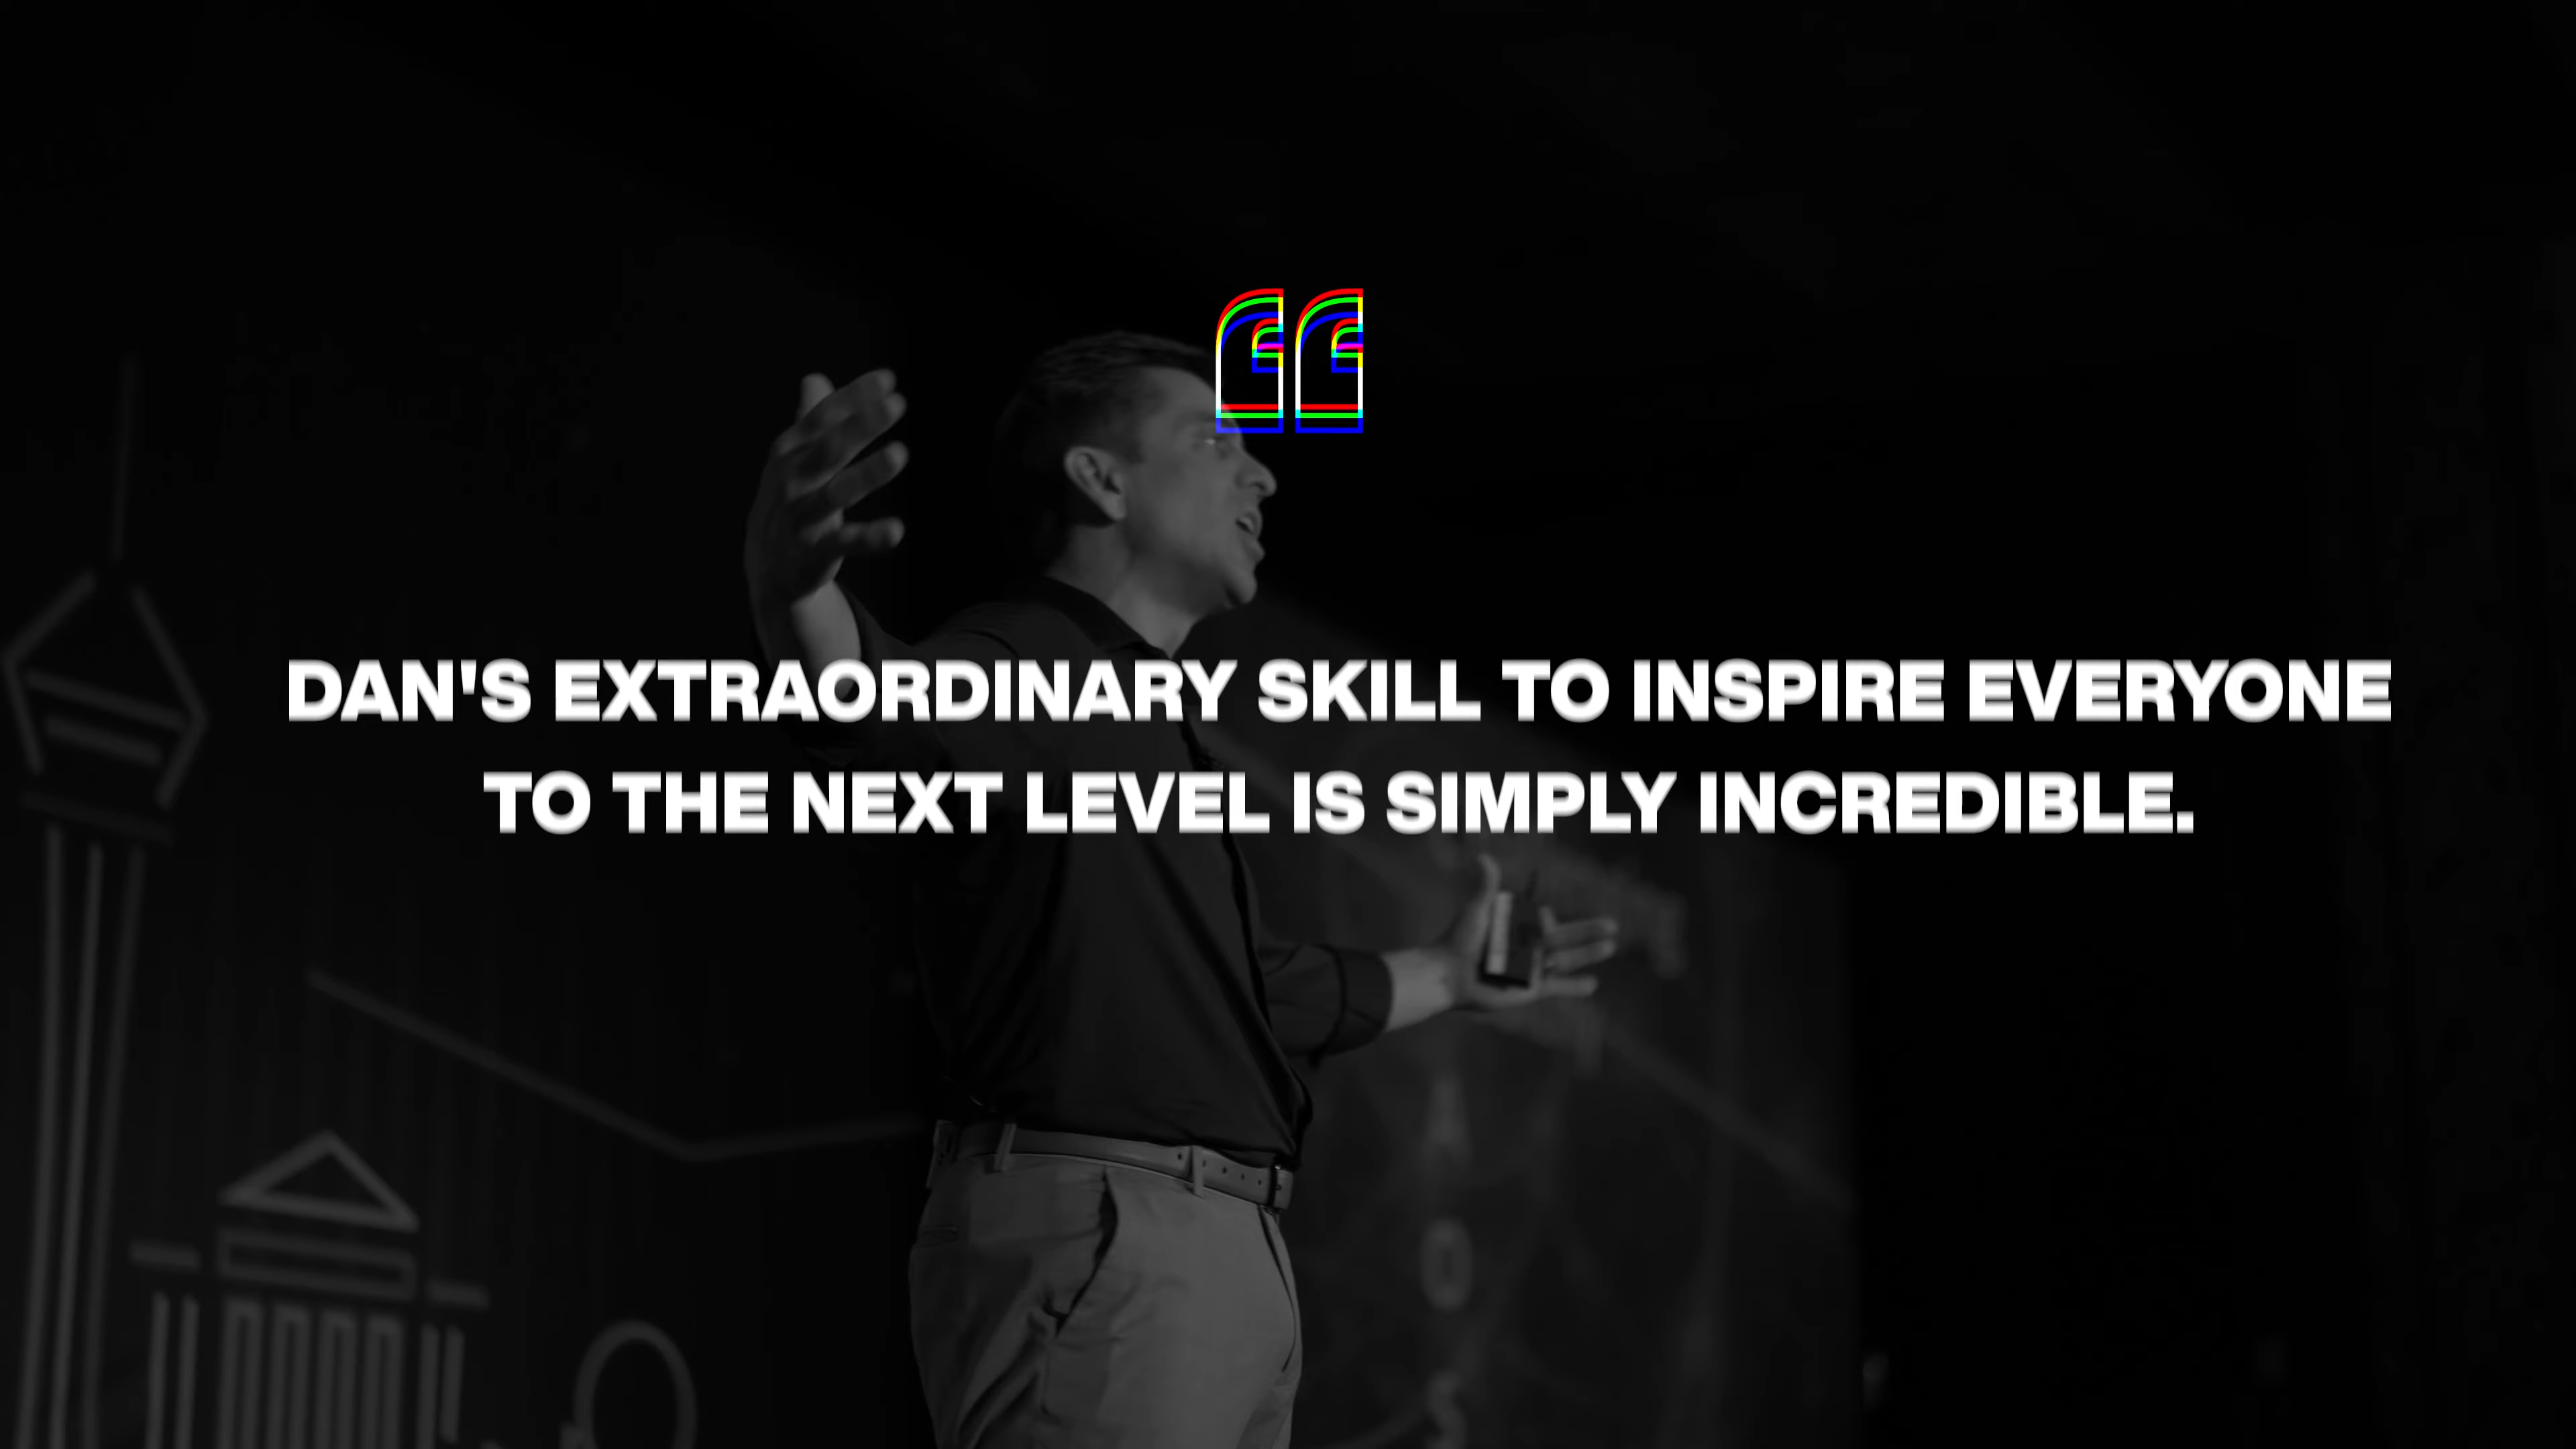 “
DAN'S EXTRAORDINARY SKILL TO INSPIRE EVERYONE
TO THE NEXT LEVEL IS SIMPLY INCREDIBLE.